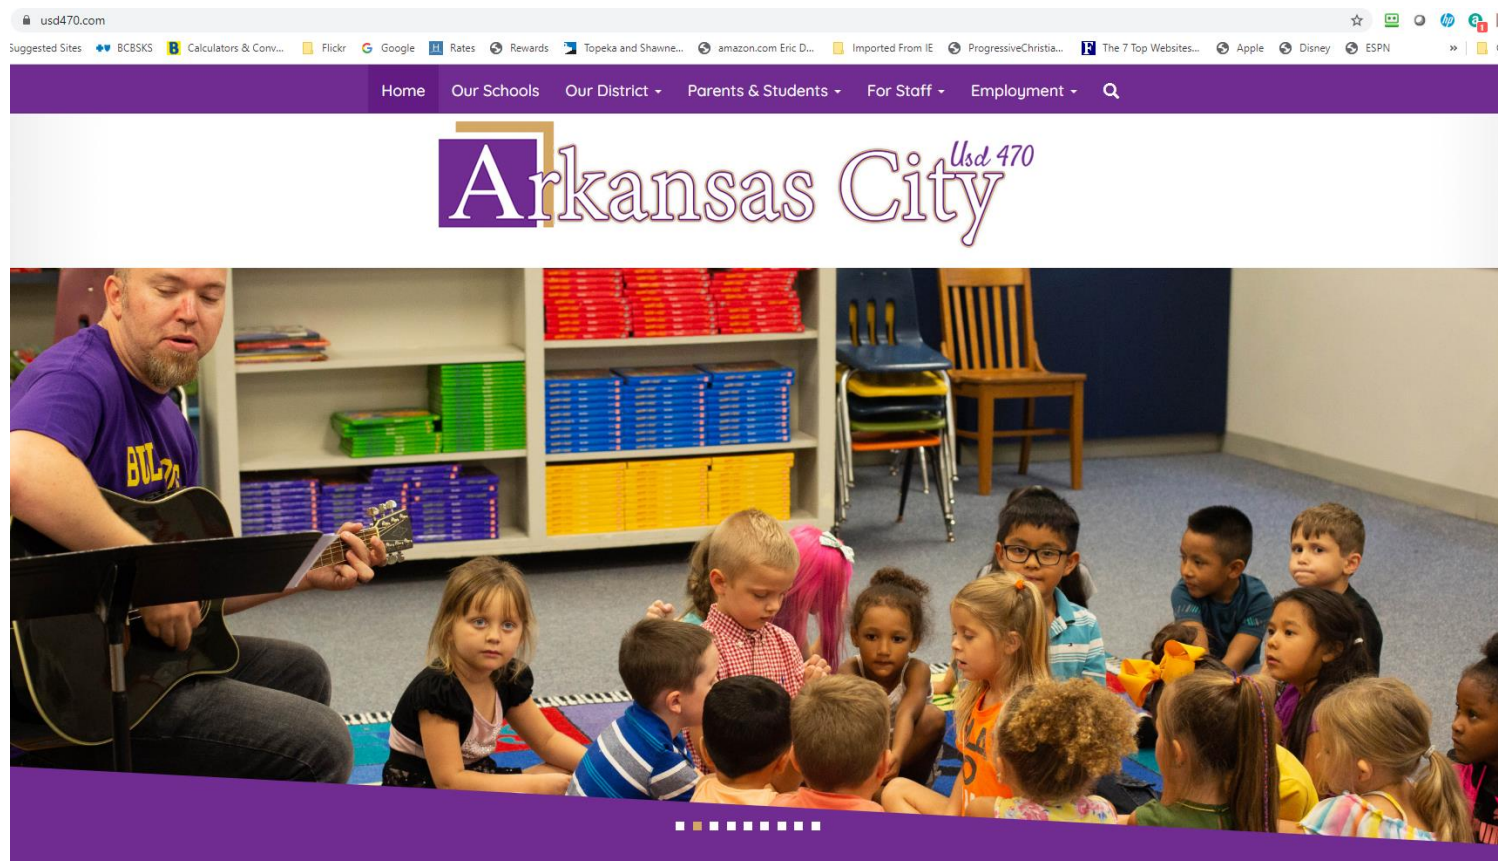 usd470.com
Suggested Sites BCBSKS Calculators & Conv... Flickr Google Rates Rewards Topeka and Shawne... amazon.com Eric D... Imported From IE ProgressiveChristia... The 7 Top Websites... Apple Disney ESPN »
Home Our Schools Our District Parents & Students For Staff Employment
Arkansas City Usd 470